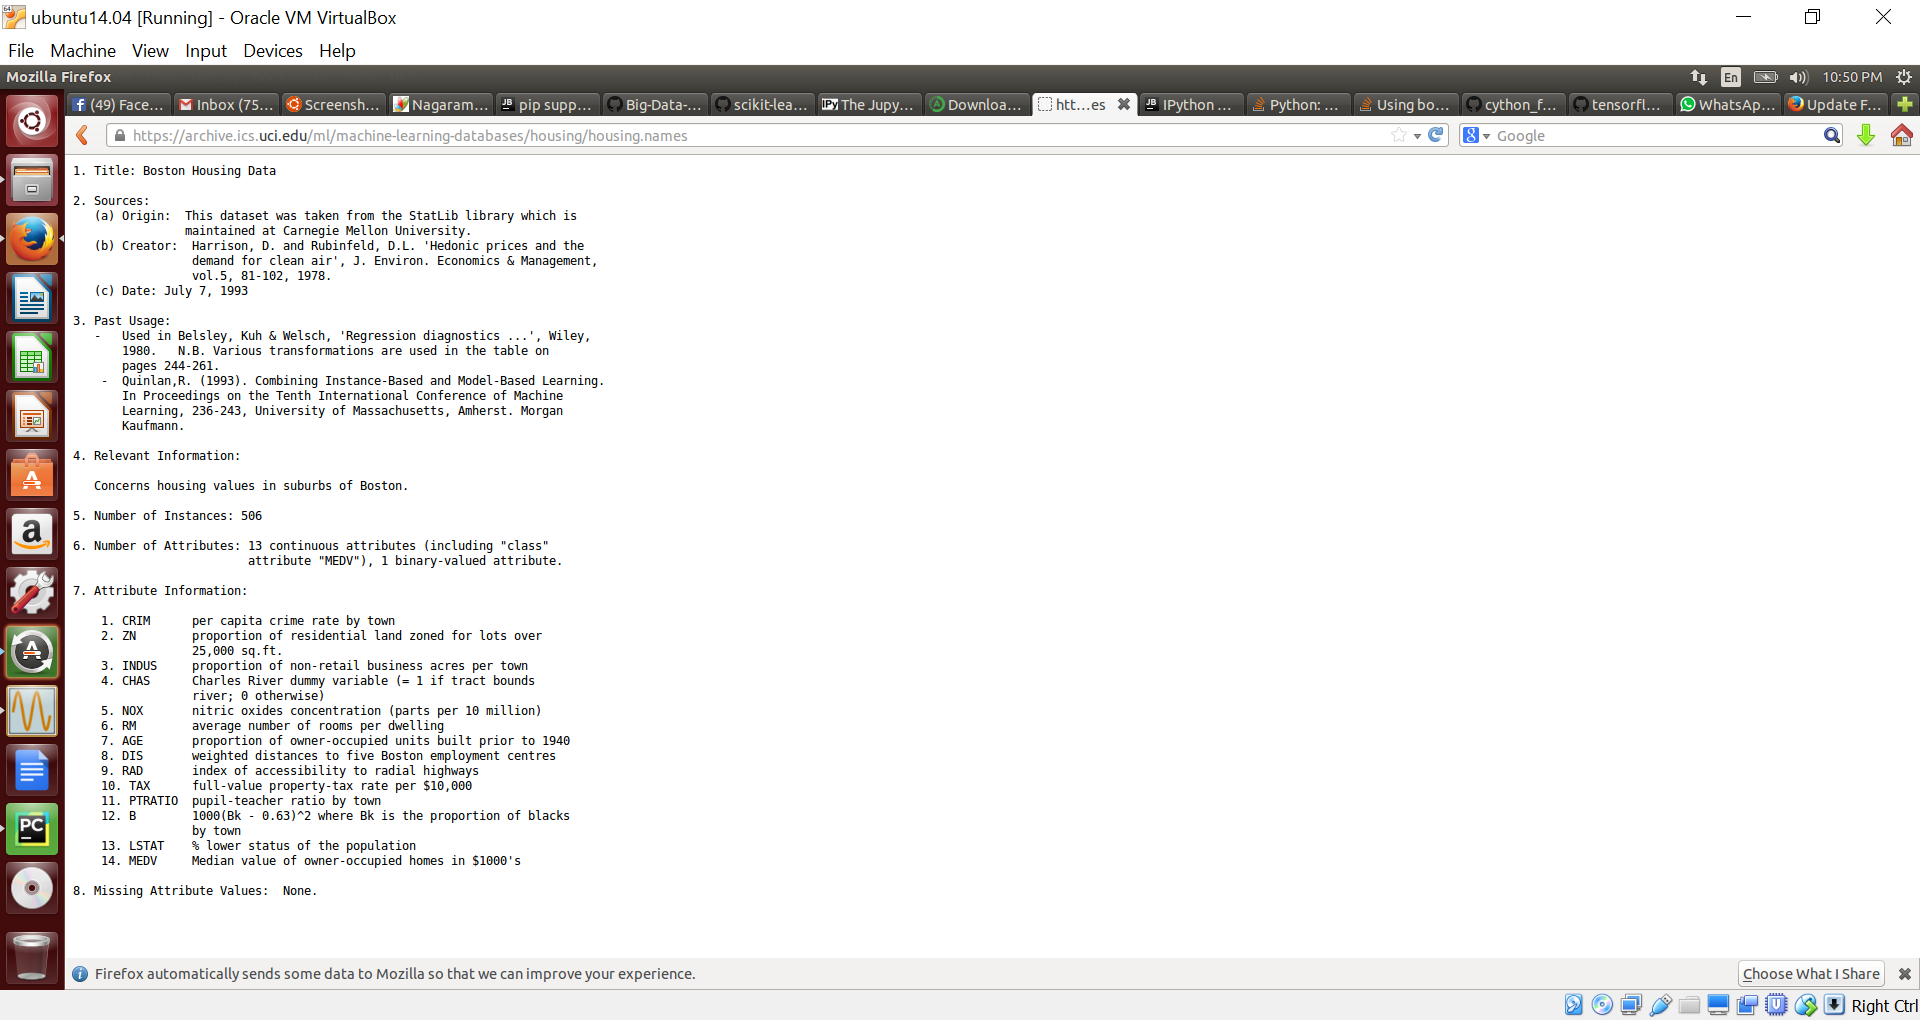 ubuntu14.04 [Running] - Oracle VM VirtualBox
File Machine View Input Devices Help
Mozilla Firefox En 10:50 PM
(49) Face... Inbox (75... Screensh... Nagaram... pip supp... Big-Data-... scikit-lea... The Jupy... Downloa... htt...es IPython ... Python: ... Using bo... cython_f... tensorfl... WhatsAp... Update F...
https://archive.ics.uci.edu/ml/machine-learning-databases/housing/housing.names Google
1. Title: Boston Housing Data
2. Sources:
(a) Origin: This dataset was taken from the StatLib library which is
maintained at Carnegie Mellon University.
(b) Creator: Harrison, D. and Rubinfeld, D.L. 'Hedonic prices and the
demand for clean air', J. Environ. Economics & Management,
vol.5, 81-102, 1978.
(c) Date: July 7, 1993
3. Past Usage:
- Used in Belsley, Kuh & Welsch, 'Regression diagnostics ...', Wiley,
1980. N.B. Various transformations are used in the table on
pages 244-261.
- Quinlan,R. (1993). Combining Instance-Based and Model-Based Learning.
In Proceedings on the Tenth International Conference of Machine
Learning, 236-243, University of Massachusetts, Amherst. Morgan
Kaufmann.
4. Relevant Information:
Concerns housing values in suburbs of Boston.
5. Number of Instances: 506
6. Number of Attributes: 13 continuous attributes (including "class"
attribute "MEDV"), 1 binary-valued attribute.
7. Attribute Information:
1. CRIM per capita crime rate by town
2. ZN proportion of residential land zoned for lots over
25,000 sq.ft.
3. INDUS proportion of non-retail business acres per town
4. CHAS Charles River dummy variable (= 1 if tract bounds
river; 0 otherwise)
5. NOX nitric oxides concentration (parts per 10 million)
6. RM average number of rooms per dwelling
7. AGE proportion of owner-occupied units built prior to 1940
8. DIS weighted distances to five Boston employment centres
9. RAD index of accessibility to radial highways
10. TAX full-value property-tax rate per $10,000
11. PTRATIO pupil-teacher ratio by town
12. B 1000(Bk - 0.63)^2 where Bk is the proportion of blacks
by town
13. LSTAT % lower status of the population
14. MEDV Median value of owner-occupied homes in $1000's
8. Missing Attribute Values: None.
Firefox automatically sends some data to Mozilla so that we can improve your experience. Choose What I Share
Right Ctrl